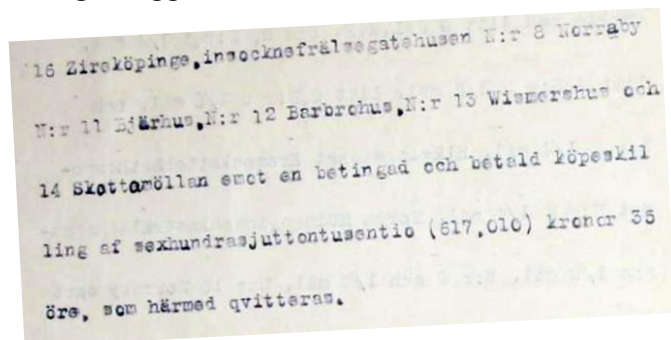 16 Zireköpinge,insocknefrälsegatehusen N:r 8 Norraby
N:r 11 Bjärhus,N:r 12 Barbrohus,N:r 13 Wismershus och
14 Skottamöllan emot en betingad och betald köpeskil
ling af sexhundrasjuttontusentio (617,010) kronor 35
öre, som härmed qvitteras.